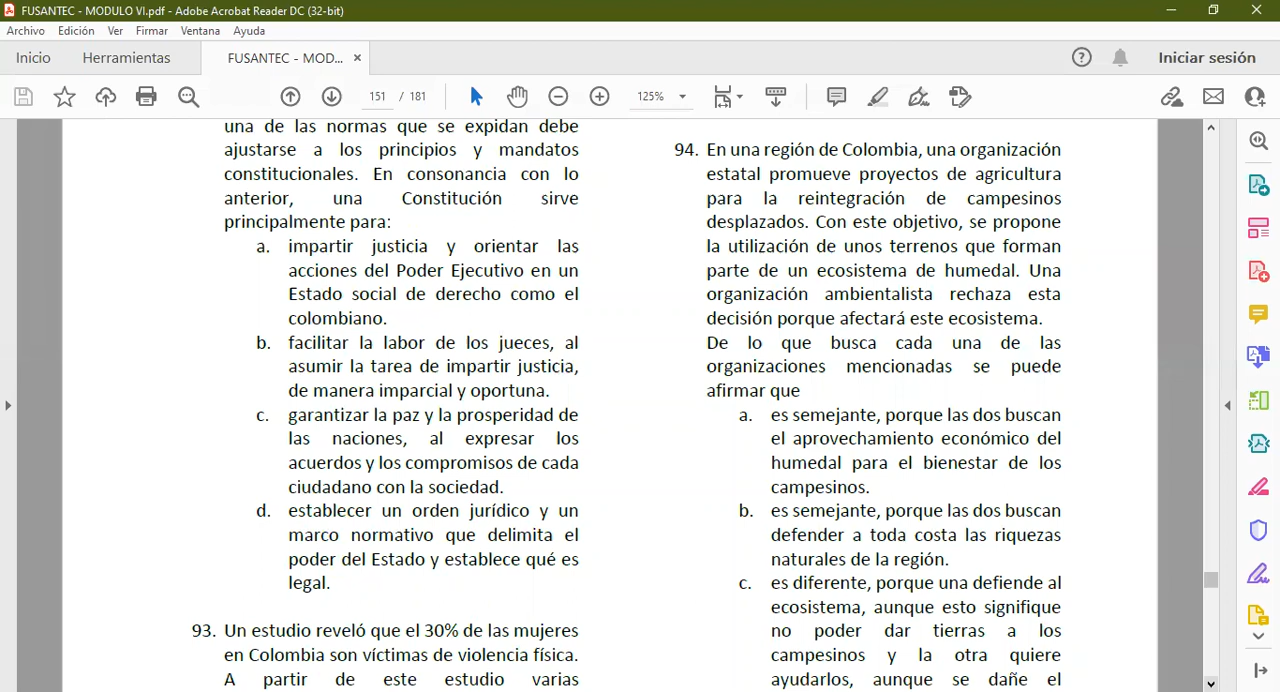 FUSANTEC - MODULO VI.pdf - Adobe Acrobat Reader DC (32-bit)
Archivo Edición Ver Firmar Ventana Ayuda
Inicio Herramientas FUSANTEC - MOD... × Iniciar sesión
151 / 181 125%
una de las normas que se expidan debe
ajustarse a los principios y mandatos
constitucionales. En consonancia con lo
anterior, una Constitución sirve
principalmente para:
a. impartir justicia y orientar las
acciones del Poder Ejecutivo en un
Estado social de derecho como el
colombiano.
b. facilitar la labor de los jueces, al
asumir la tarea de impartir justicia,
de manera imparcial y oportuna.
c. garantizar la paz y la prosperidad de
las naciones, al expresar los
acuerdos y los compromisos de cada
ciudadano con la sociedad.
d. establecer un orden jurídico y un
marco normativo que delimita el
poder del Estado y establece qué es
legal.
93. Un estudio reveló que el 30% de las mujeres
en Colombia son víctimas de violencia física.
A partir de este estudio varias
94. En una región de Colombia, una organización
estatal promueve proyectos de agricultura
para la reintegración de campesinos
desplazados. Con este objetivo, se propone
la utilización de unos terrenos que forman
parte de un ecosistema de humedal. Una
organización ambientalista rechaza esta
decisión porque afectará este ecosistema.
De lo que busca cada una de las
organizaciones mencionadas se puede
afirmar que
a. es semejante, porque las dos buscan
el aprovechamiento económico del
humedal para el bienestar de los
campesinos.
b. es semejante, porque las dos buscan
defender a toda costa las riquezas
naturales de la región.
c. es diferente, porque una defiende al
ecosistema, aunque esto signifique
no poder dar tierras a los
campesinos y la otra quiere
ayudarlos, aunque se dañe el